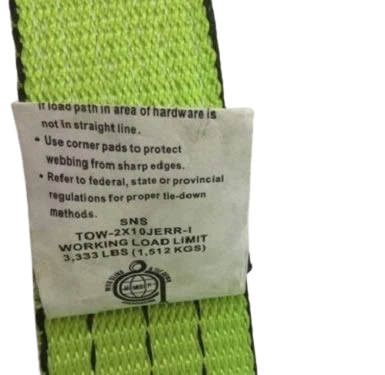 If load path in area of hardware is
not in straight line.
• Use corner pads to protect
webbing from sharp edges.
• Refer to federal, state or provincial
regulations for proper tie-down
methods.
SNS
TOW-2X10JERR-I
WORKING LOAD LIMIT
3,333 LBS (1,512 KGS)
MEMBER